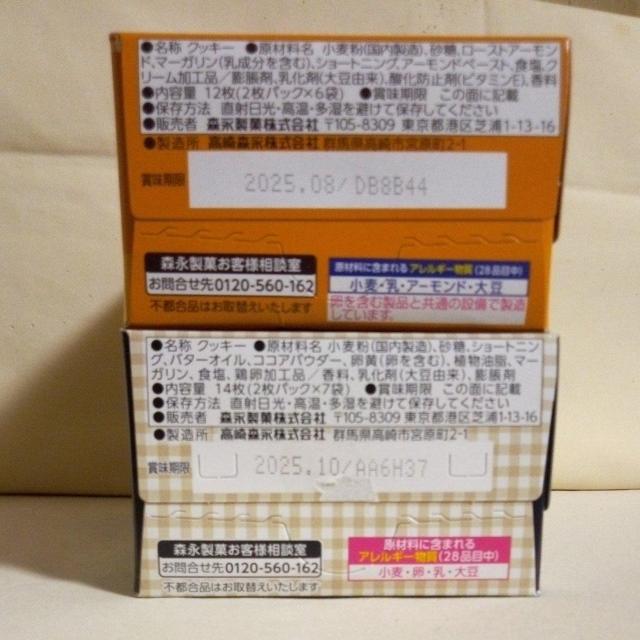 ●名称 クッキー ●原材料名 小麦粉(国内製造)、砂糖、ローストアーモン
ド、マーガリン(乳成分を含む)、ショートニング、アーモンドペースト、食塩、ク
リーム加工品／膨脹剤、乳化剤(大豆由来)、酸化防止剤(ビタミンE)、香料
●内容量 12枚(2枚パック×6袋) ●賞味期限 この面に記載
●保存方法 直射日光・高温・多湿を避けて保存してください
●販売者 森永製菓株式会社 〒105-8309 東京都港区芝浦1-13-16
●製造所 高崎森永株式会社 群馬県高崎市宮原町2-1
賞味期限 2025.08/DB8B44
森永製菓お客様相談室
お問合せ先0120-560-162
不都合品はお取替えいたします
原材料に含まれる アレルギー物質(28品目中)
小麦・乳・アーモンド・大豆
卵を含む製品と共通の設備で製造
しています。
●名称 クッキー ●原材料名 小麦粉(国内製造)、砂糖、ショートニン
グ、バターオイル、ココアパウダー、卵黄(卵を含む)、植物油脂、マー
ガリン、食塩、鶏卵加工品／香料、乳化剤(大豆由来)、膨脹剤
●内容量 14枚(2枚パック×7袋) ●賞味期限 この面に記載
●保存方法 直射日光・高温・多湿を避けて保存してください
●販売者 森永製菓株式会社 〒105-8309 東京都港区芝浦1-13-16
●製造所 高崎森永株式会社 群馬県高崎市宮原町2-1
賞味期限 2025.10/AA6H37
森永製菓お客様相談室
お問合せ先0120-560-162
不都合品はお取替えいたします
原材料に含まれる
アレルギー物質(28品目中)
小麦・卵・乳・大豆